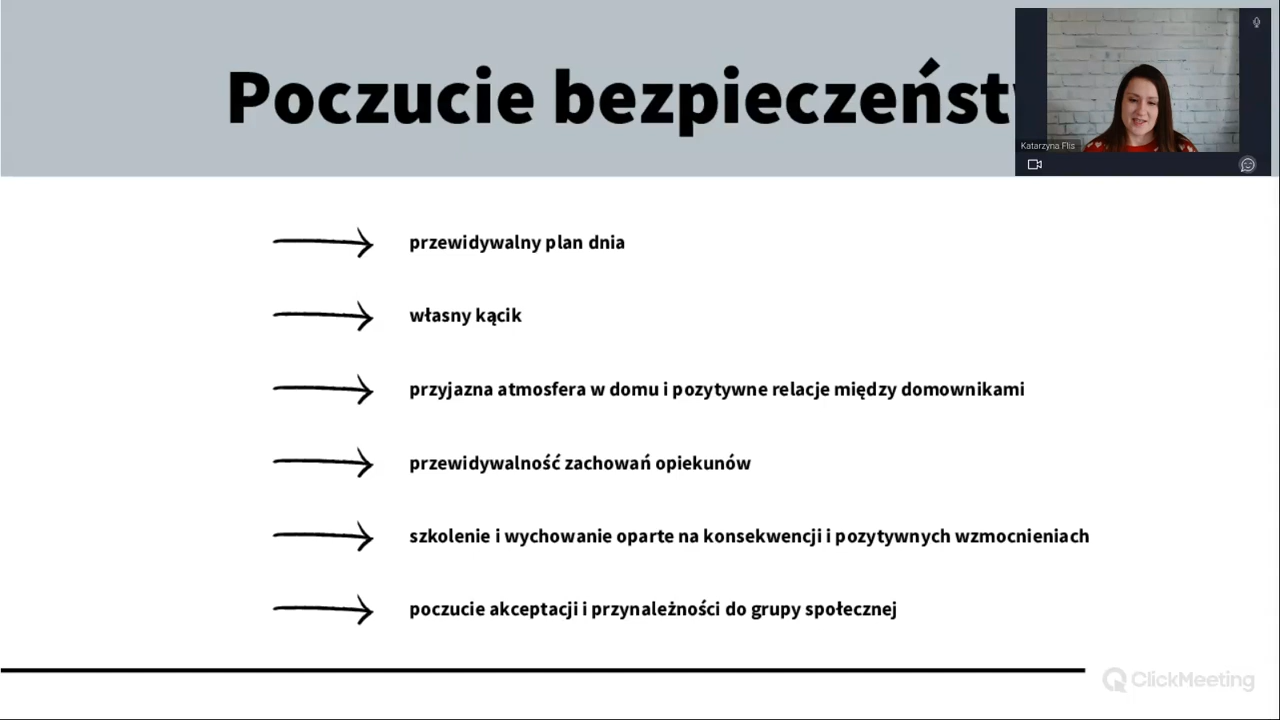 Poczucie bezpieczeńst
Katarzyna Flis
przewidywalny plan dnia
własny kącik
przyjazna atmosfera w domu i pozytywne relacje między domownikami
przewidywalność zachowań opiekunów
szkolenie i wychowanie oparte na konsekwencji i pozytywnych wzmocnieniach
poczucie akceptacji i przynależności do grupy społecznej
ClickMeeting